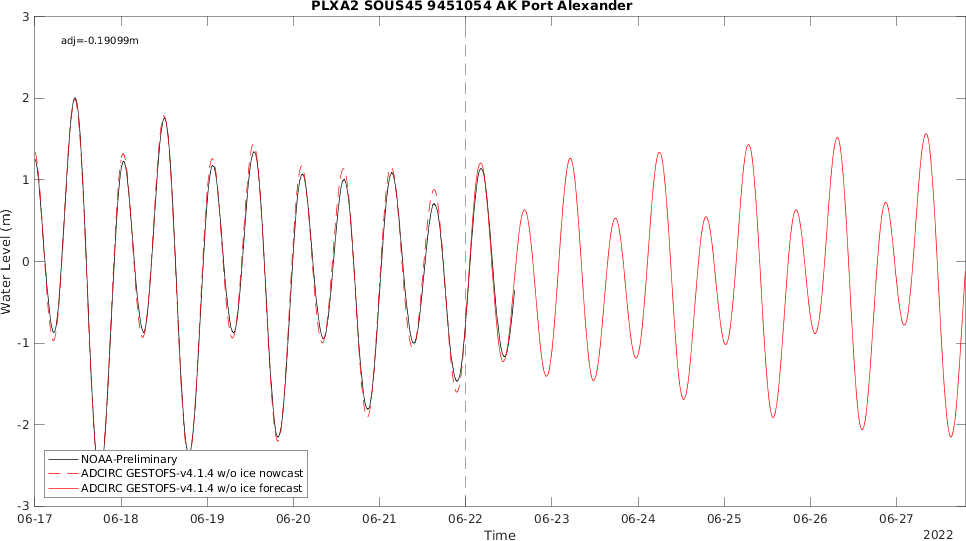 PLXA2 SOUS45 9451054 AK Port Alexander
adj=-0.19099m
3
2
1
0
-1
-2
-3
Water Level (m)
NOAA-Preliminary
ADCIRC GESTOFS-v4.1.4 w/o ice nowcast
ADCIRC GESTOFS-v4.1.4 w/o ice forecast
06-17 06-18 06-19 06-20 06-21 06-22 06-23 06-24 06-25 06-26 06-27
Time
2022